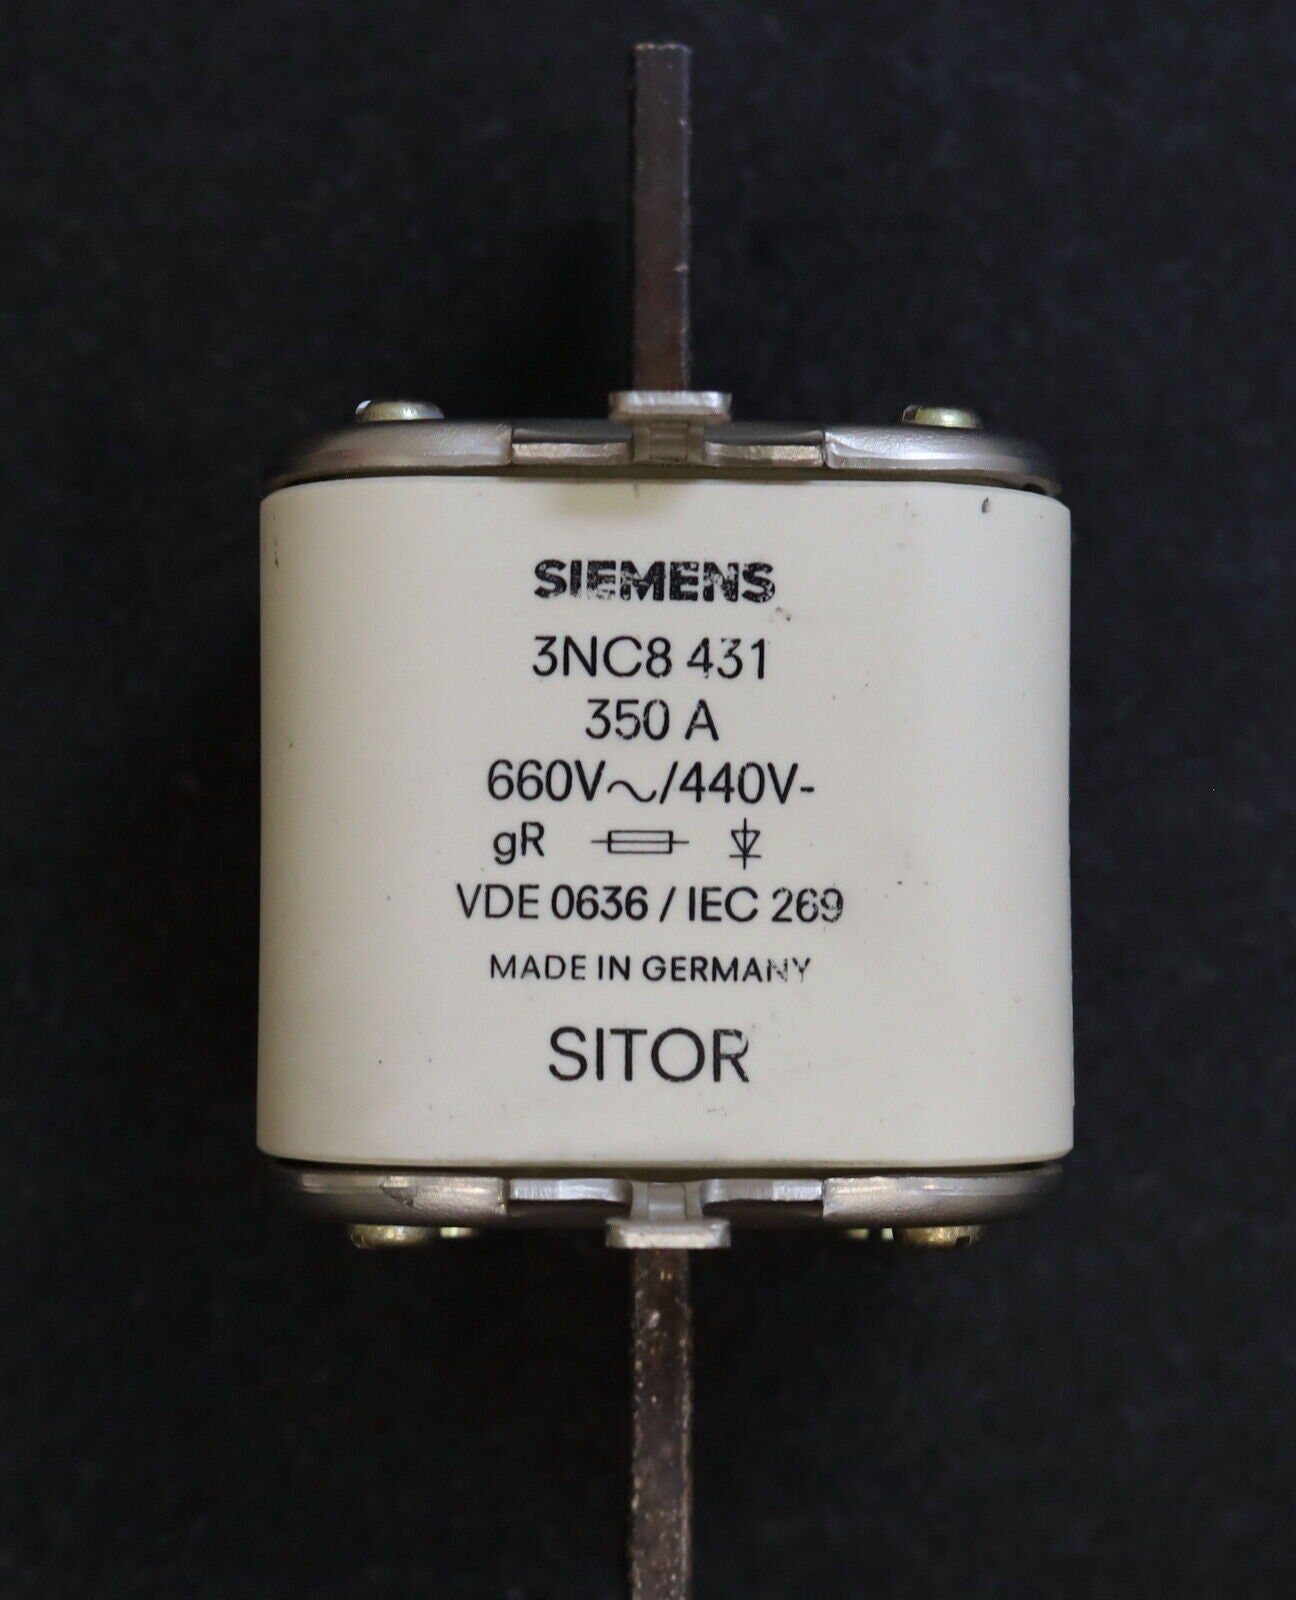 SIEMENS
3NC8 431
350 A
660V~/440V-
gR
VDE 0636 / IEC 269
MADE IN GERMANY
SITOR